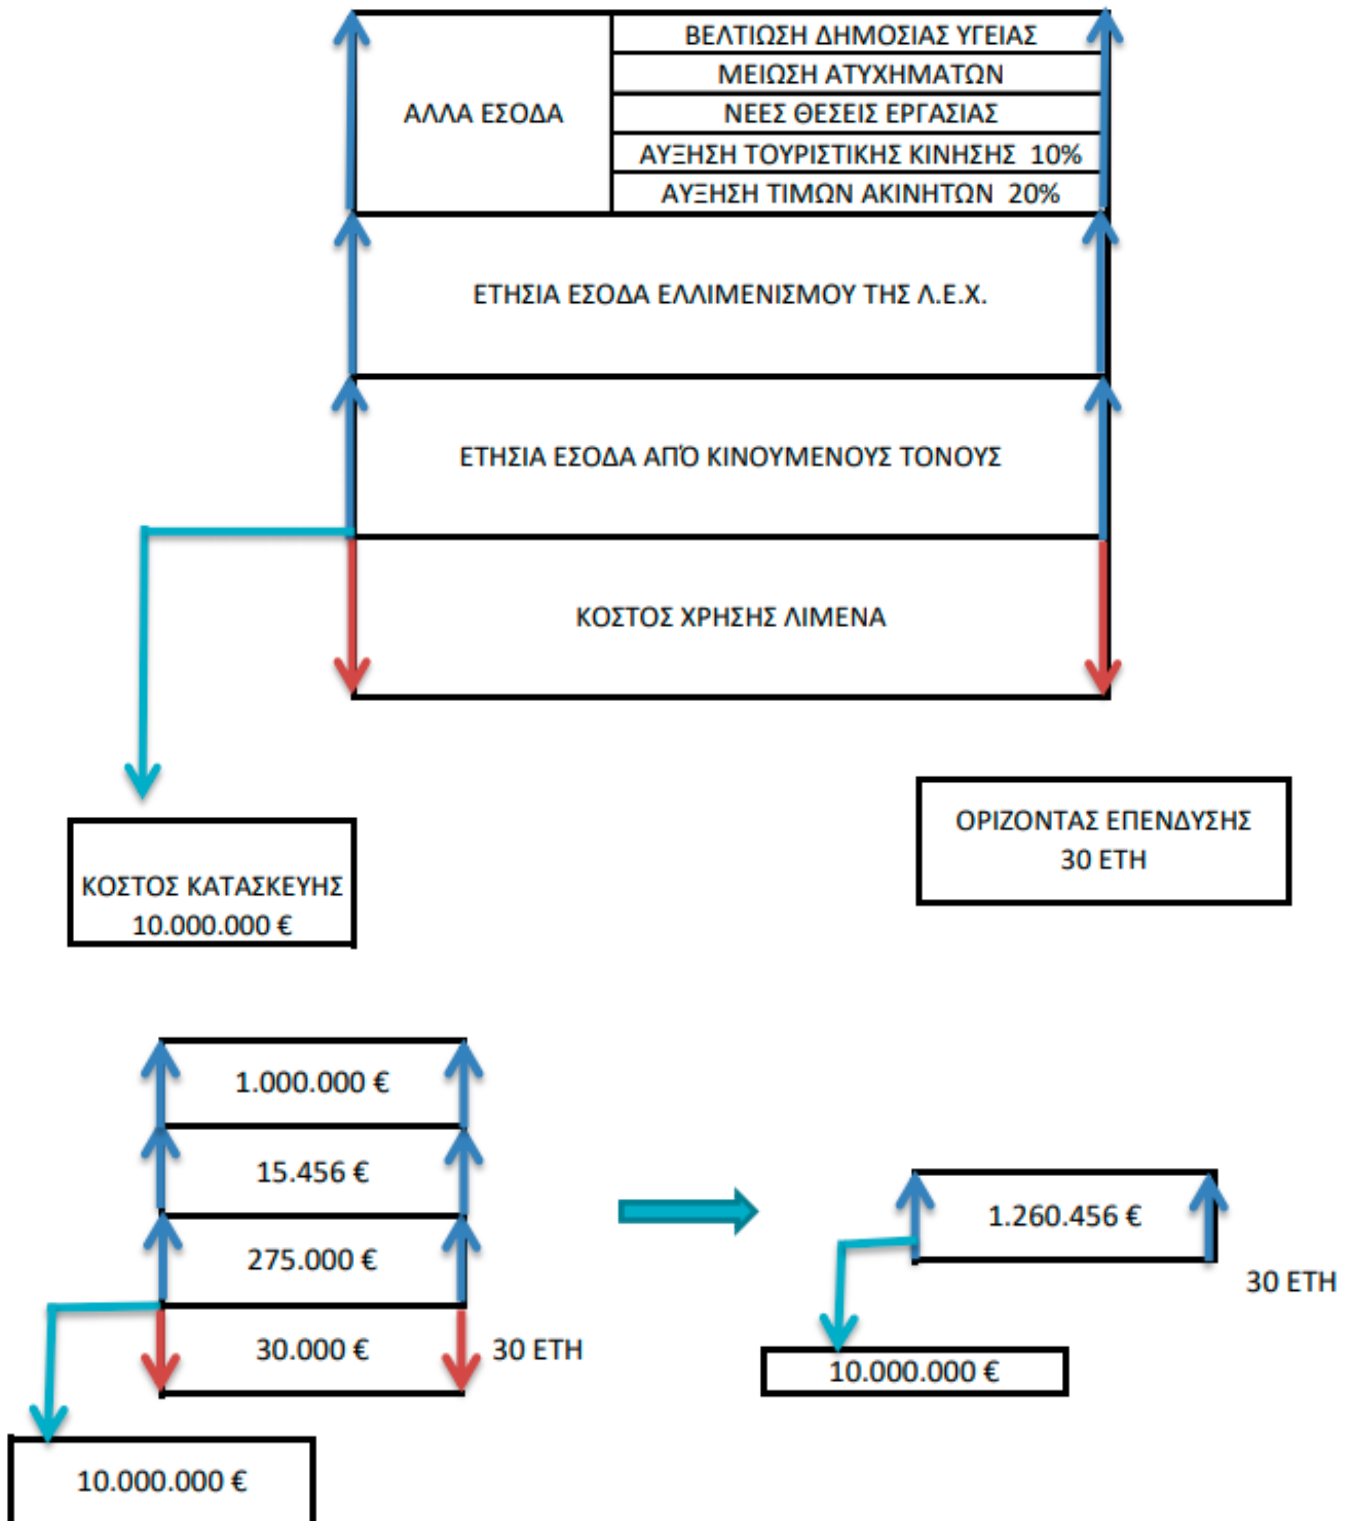 ΑΛΛΑ ΕΣΟΔΑ
ΒΕΛΤΙΩΣΗ ΔΗΜΟΣΙΑΣ ΥΓΕΙΑΣ
ΜΕΙΩΣΗ ΑΤΥΧΗΜΑΤΩΝ
ΝΕΕΣ ΘΕΣΕΙΣ ΕΡΓΑΣΙΑΣ
ΑΥΞΗΣΗ ΤΟΥΡΙΣΤΙΚΗΣ ΚΙΝΗΣΗΣ 10%
ΑΥΞΗΣΗ ΤΙΜΩΝ ΑΚΙΝΗΤΩΝ 20%
ΕΤΗΣΙΑ ΕΣΟΔΑ ΕΛΛΙΜΕΝΙΣΜΟΥ ΤΗΣ Λ.Ε.Χ.
ΕΤΗΣΙΑ ΕΣΟΔΑ ΑΠΌ ΚΙΝΟΥΜΕΝΟΥΣ ΤΟΝΟΥΣ
ΚΟΣΤΟΣ ΧΡΗΣΗΣ ΛΙΜΕΝΑ
ΚΟΣΤΟΣ ΚΑΤΑΣΚΕΥΗΣ
10.000.000 €
ΟΡΙΖΟΝΤΑΣ ΕΠΕΝΔΥΣΗΣ
30 ΕΤΗ
1.000.000 €
15.456 €
275.000 €
30.000 €
30 ΕΤΗ
10.000.000 €
1.260.456 €
30 ΕΤΗ
10.000.000 €